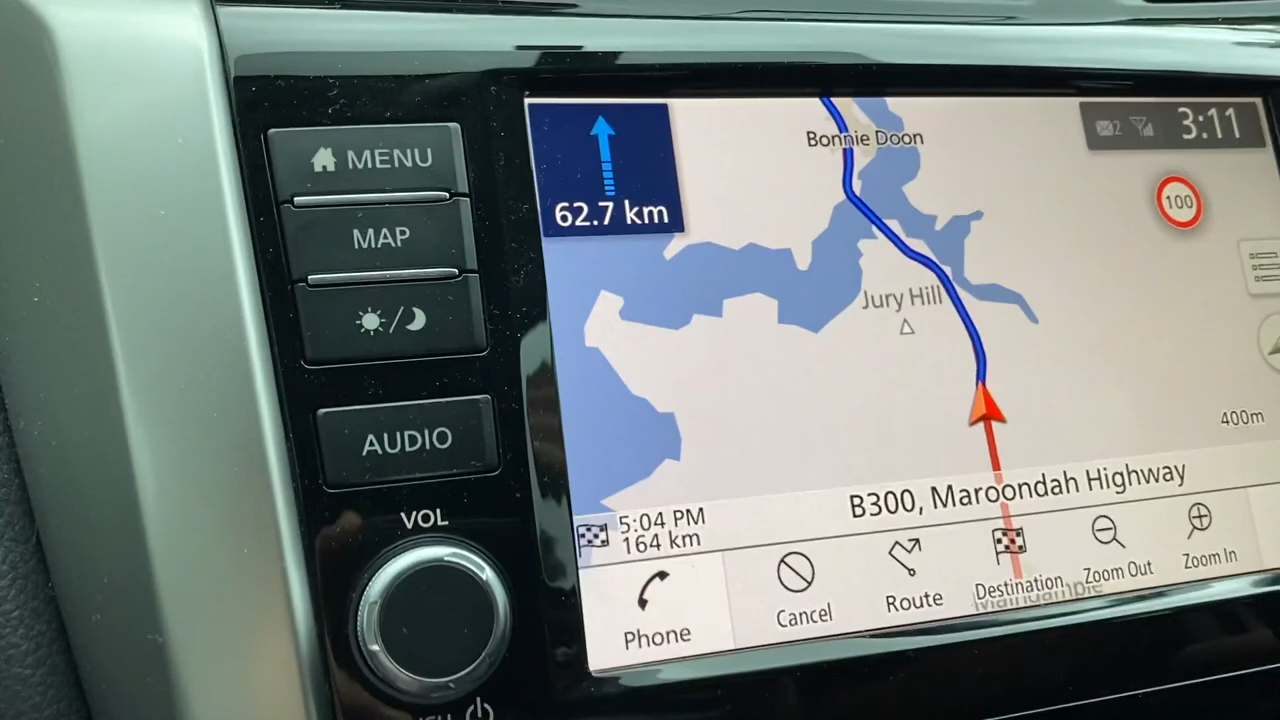 MENU
MAP
AUDIO
VOL
62.7 km
Bonnie Doon
2
3:11
100
Jury Hill
400m
B300, Maroondah Highway
5:04 PM
164 km
Phone
Cancel
Route
Destination
Zoom Out
Zoom In